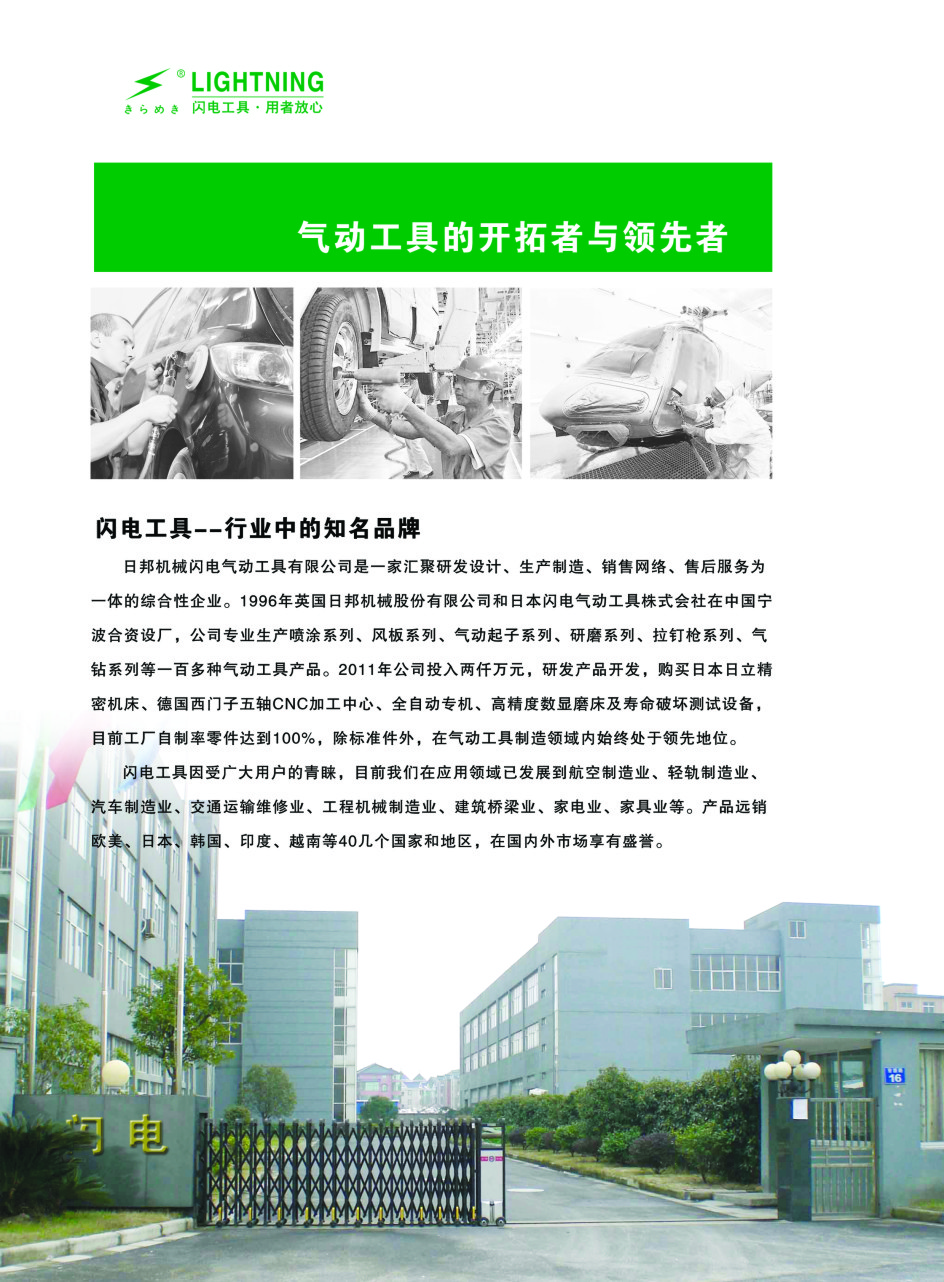 ® LIGHTNING
きらめき 闪电工具·用者放心
气动工具的开拓者与领先者
闪电工具--行业中的知名品牌
日邦机械闪电气动工具有限公司是一家汇聚研发设计、生产制造、销售网络、售后服务为
一体的综合性企业。1996年英国日邦机械股份有限公司和日本闪电气动工具株式会社在中国宁
波合资设厂，公司专业生产喷涂系列、风板系列、气动起子系列、研磨系列、拉钉枪系列、气
钻系列等一百多种气动工具产品。2011年公司投入两仟万元，研发产品开发，购买日本日立精
密机床、德国西门子五轴CNC加工中心、全自动专机、高精度数显磨床及寿命破坏测试设备，
目前工厂自制率零件达到100%，除标准件外，在气动工具制造领域内始终处于领先地位。
闪电工具因受广大用户的青睐，目前我们在应用领域已发展到航空制造业、轻轨制造业、
汽车制造业、交通运输维修业、工程机械制造业、建筑桥梁业、家电业、家具业等。产品远销
欧美、日本、韩国、印度、越南等40几个国家和地区，在国内外市场享有盛誉。
闪电
16